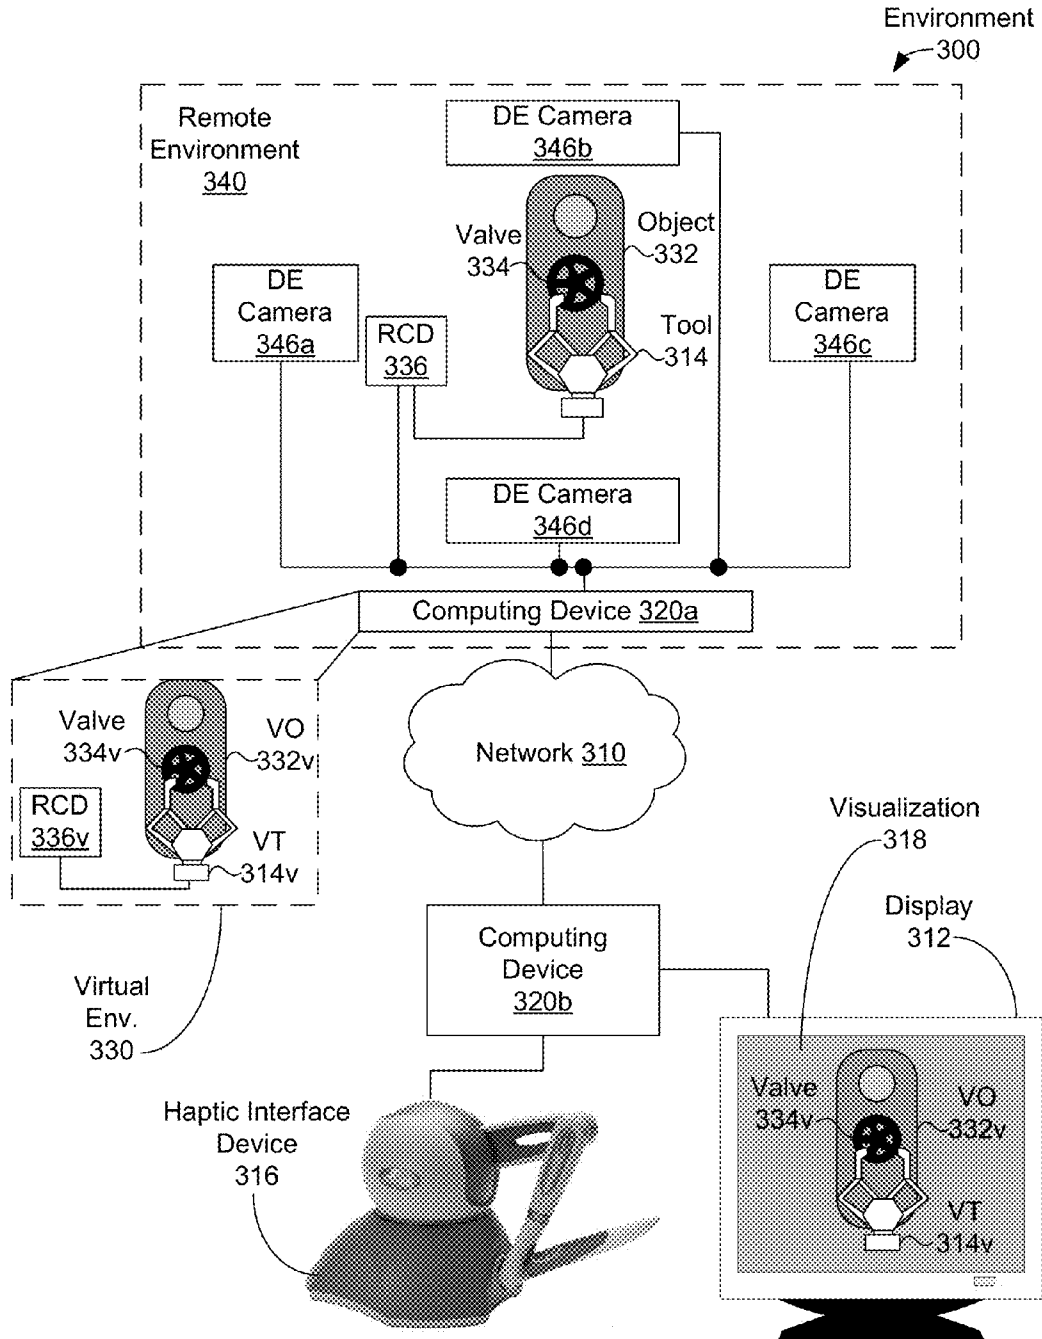 Environment
300
Remote
Environment
340
DE Camera
346b
Valve
334
Object
332
DE
Camera
346a
RCD
336
Tool
314
DE
Camera
346c
DE Camera
346d
Computing Device 320a
Valve
334v
VO
332v
RCD
336v
VT
314v
Network 310
Visualization
318
Display
312
Computing
Device
320b
Virtual
Env.
330
Haptic Interface
Device
316
Valve
334v
VO
332v
VT
314v